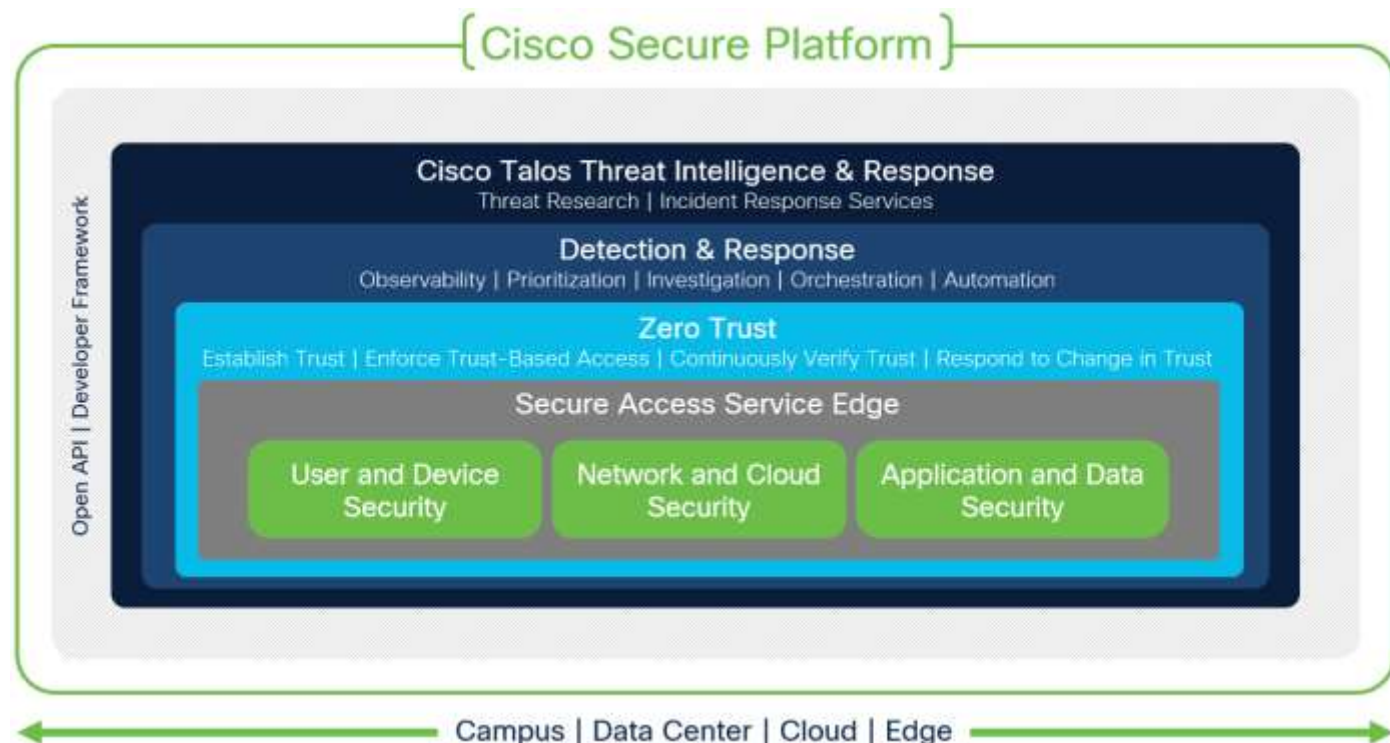 {Cisco Secure Platform}
Open API | Developer Framework
Cisco Talos Threat Intelligence & Response
Threat Research | Incident Response Services
Detection & Response
Observability | Prioritization | Investigation | Orchestration | Automation
Zero Trust
Establish Trust | Enforce Trust-Based Access | Continuously Verify Trust | Respond to Change in Trust
Secure Access Service Edge
User and Device
Security
Network and Cloud
Security
Application and Data
Security
Campus | Data Center | Cloud | Edge